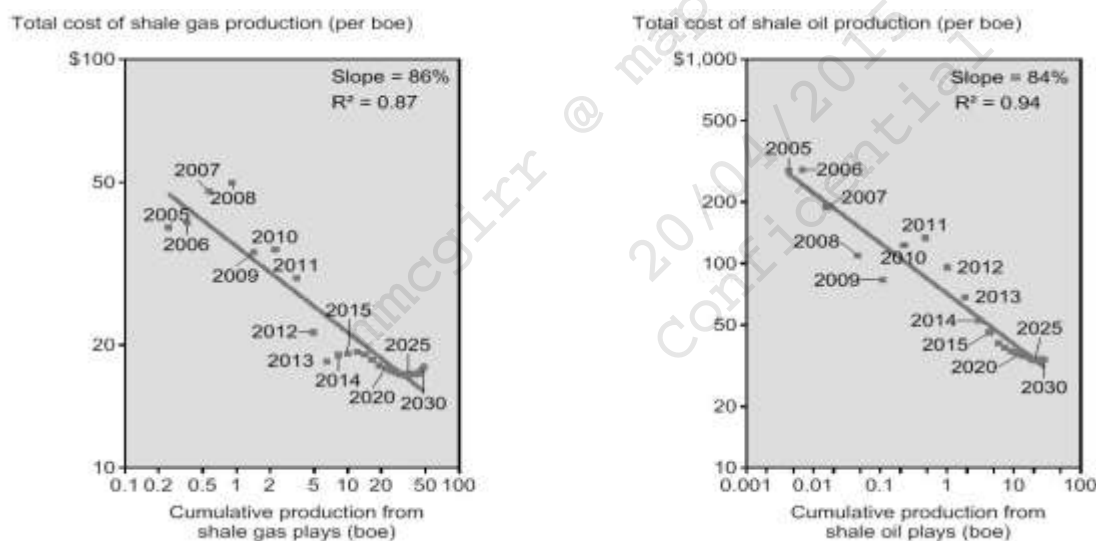 Total cost of shale gas production (per boe)
$100
50
20
10
Slope = 86%
R² = 0.87
2007
2008
2005
2006
2010
2009
2011
2015
2012
2025
2013
2014
2020
2030
0.1 0.2 0.5 1 2 5 10 20 50 100
Cumulative production from
shale gas plays (boe)
Total cost of shale oil production (per boe)
$1,000
500
200
100
50
20
10
Slope = 84%
R² = 0.94
2005
2006
2007
2011
2008
2010
2012
2009
2013
2014
2025
2015
2020
2030
0.001 0.01 0.1 1 10 100
Cumulative production from
shale oil plays (boe)
mmcgirr @
20/04/2015
Confidential